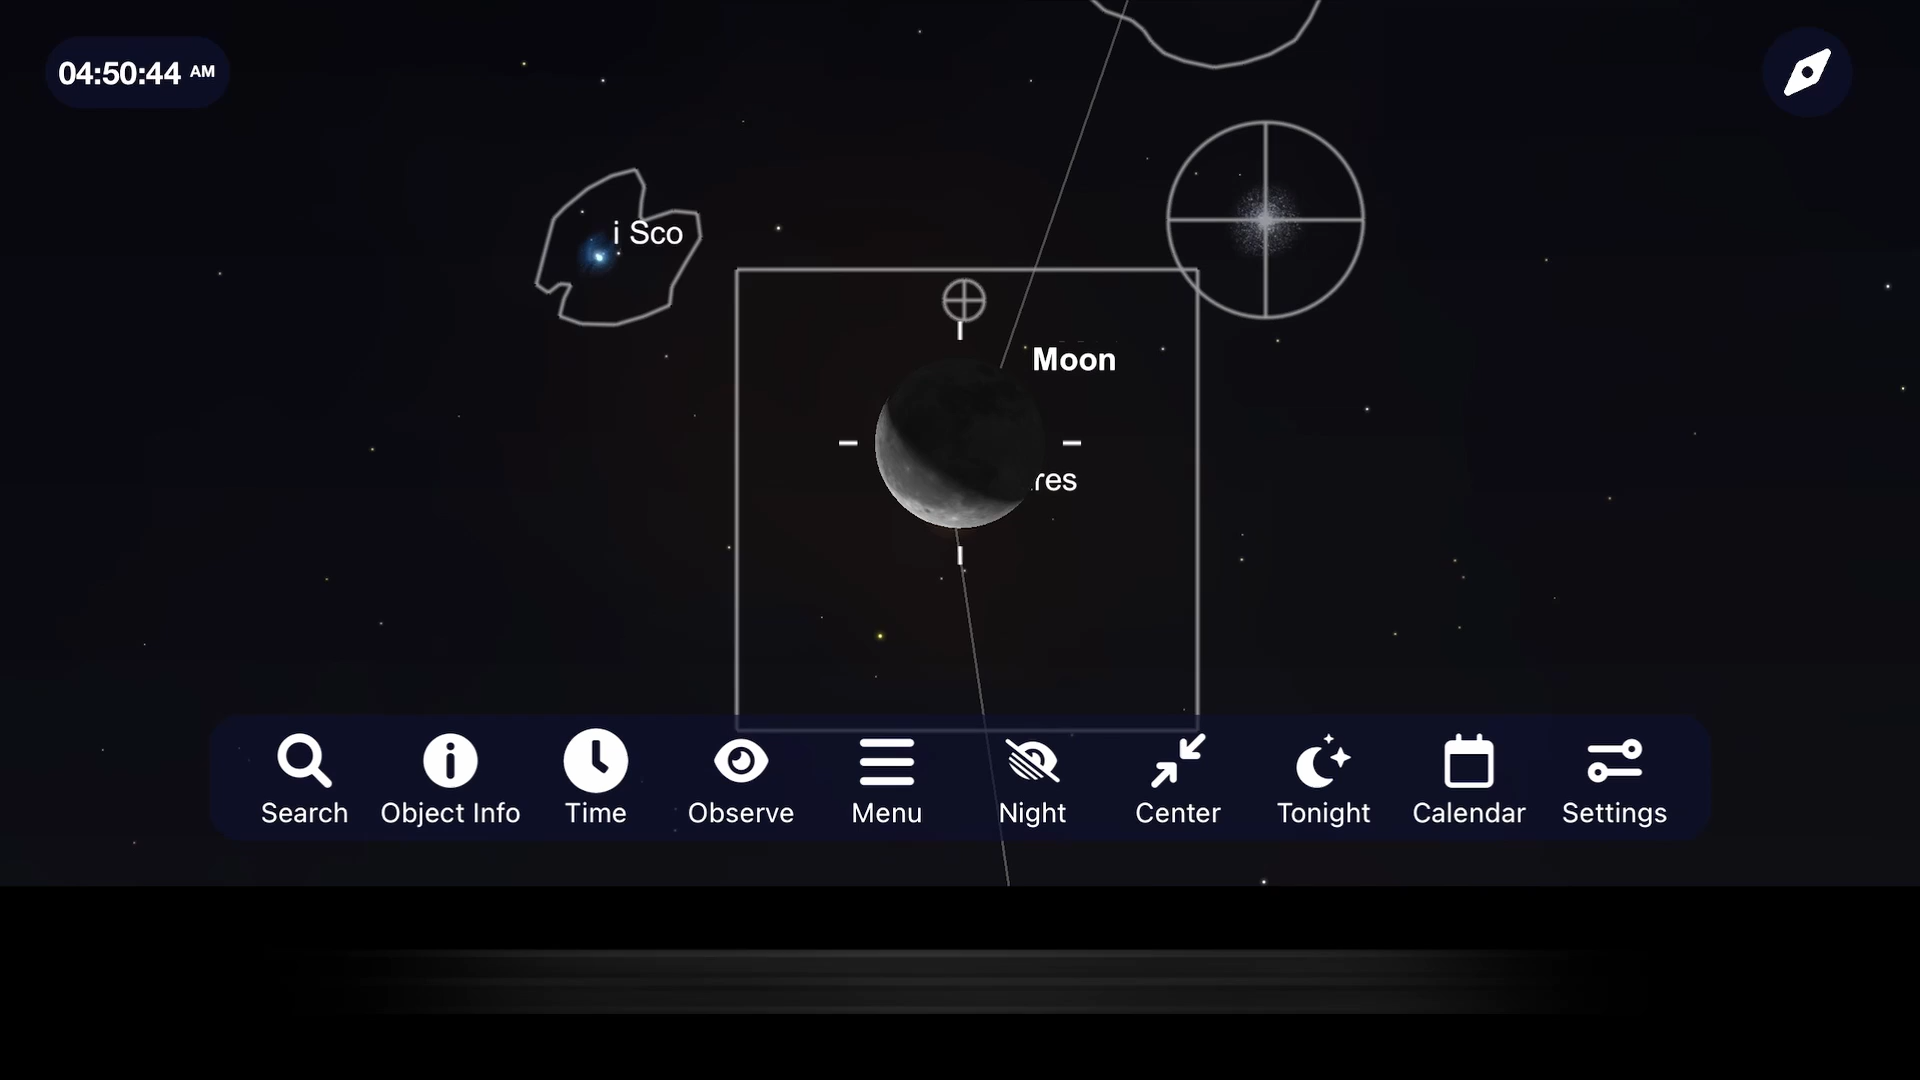 04:50:44 AM
i Sco
Moon
res
Search
Object Info
Time
Observe
Menu
Night
Center
Tonight
Calendar
Settings